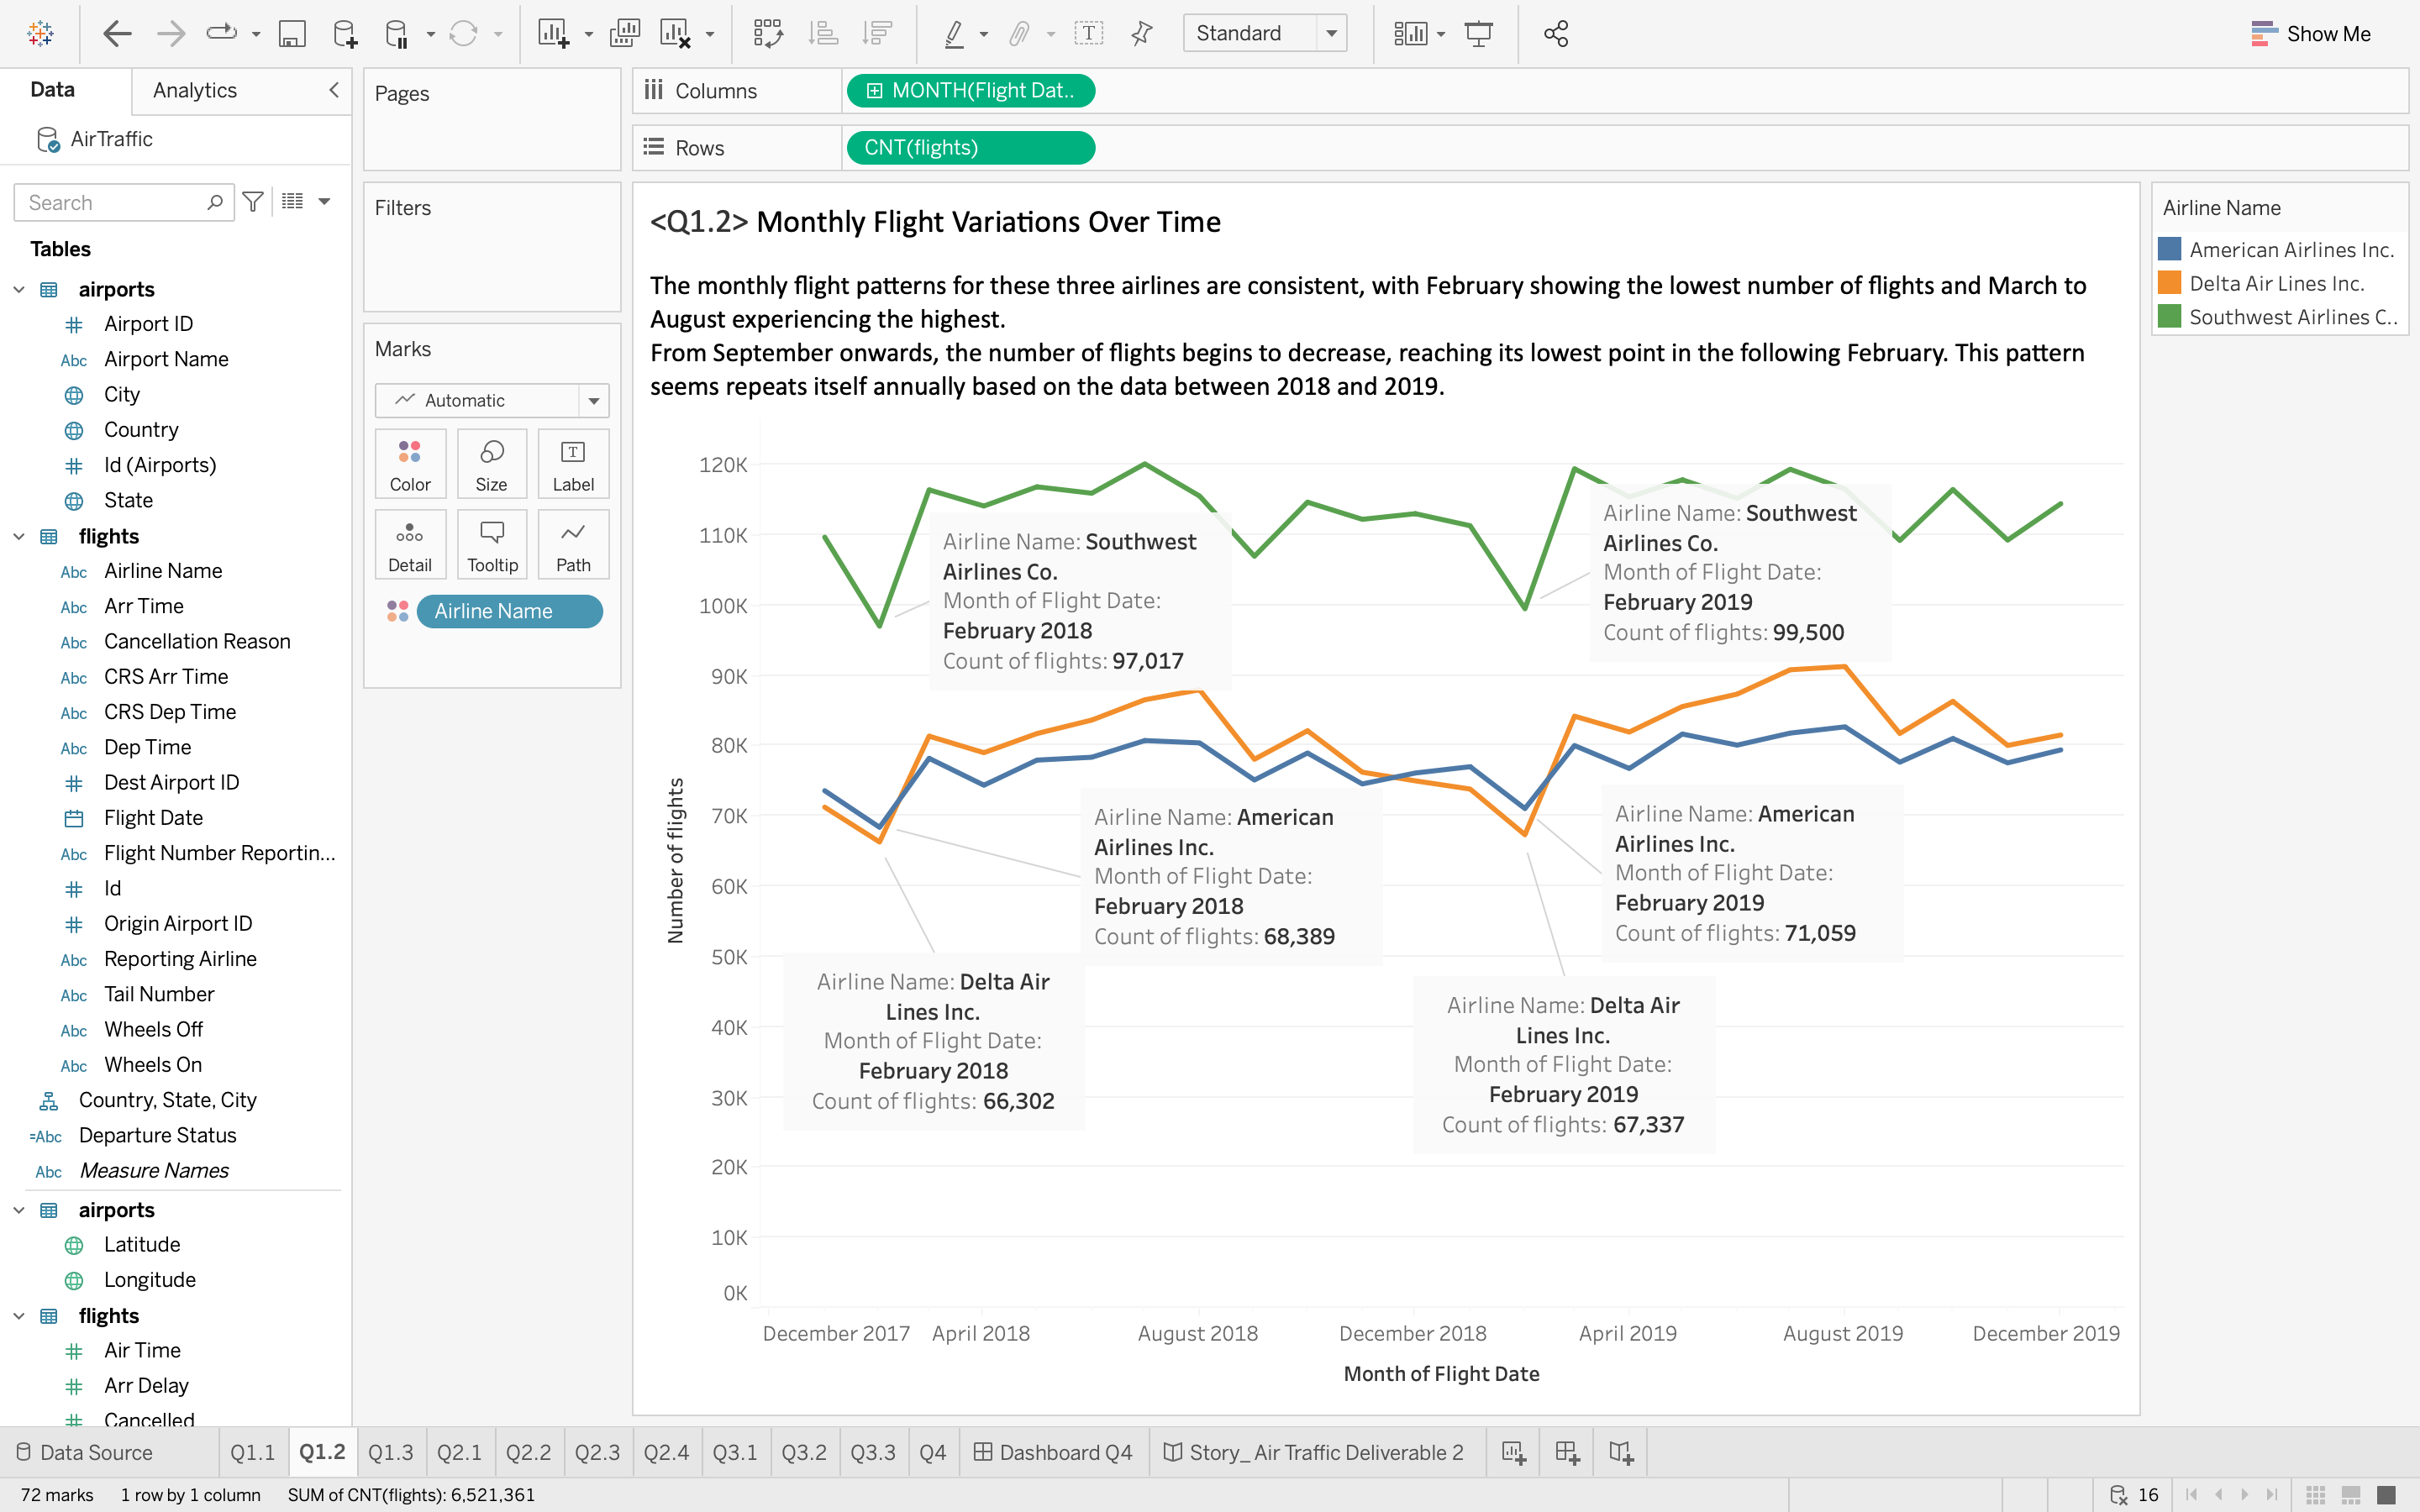 Standard
Show Me
Data
Analytics
AirTraffic
Search
Tables
airports
Airport ID
Abc Airport Name
City
Country
Id (Airports)
State
flights
Abc Airline Name
Abc Arr Time
Abc Cancellation Reason
Abc CRS Arr Time
Abc CRS Dep Time
Abc Dep Time
Dest Airport ID
Flight Date
Abc Flight Number Reportin...
Id
Origin Airport ID
Abc Reporting Airline
Abc Tail Number
Abc Wheels Off
Abc Wheels On
Country, State, City
=Abc Departure Status
Abc Measure Names
airports
Latitude
Longitude
flights
Air Time
Arr Delay
Cancelled
Pages
Filters
Marks
Automatic
Color
Size
Label
Detail
Tooltip
Path
Airline Name
Columns
MONTH(Flight Dat..
Rows
CNT(flights)
<Q1.2> Monthly Flight Variations Over Time
The monthly flight patterns for these three airlines are consistent, with February showing the lowest number of flights and March to
August experiencing the highest.
From September onwards, the number of flights begins to decrease, reaching its lowest point in the following February. This pattern
seems repeats itself annually based on the data between 2018 and 2019.
Number of flights
120K
110K
100K
90K
80K
70K
60K
50K
40K
30K
20K
10K
0K
Airline Name: Southwest
Airlines Co.
Month of Flight Date:
February 2018
Count of flights: 97,017
Airline Name: Southwest
Airlines Co.
Month of Flight Date:
February 2019
Count of flights: 99,500
Airline Name: American
Airlines Inc.
Month of Flight Date:
February 2018
Count of flights: 68,389
Airline Name: American
Airlines Inc.
Month of Flight Date:
February 2019
Count of flights: 71,059
Airline Name: Delta Air
Lines Inc.
Month of Flight Date:
February 2018
Count of flights: 66,302
Airline Name: Delta Air
Lines Inc.
Month of Flight Date:
February 2019
Count of flights: 67,337
December 2017
April 2018
August 2018
December 2018
April 2019
August 2019
December 2019
Month of Flight Date
Airline Name
American Airlines Inc.
Delta Air Lines Inc.
Southwest Airlines C..
Data Source
Q1.1
Q1.2
Q1.3
Q2.1
Q2.2
Q2.3
Q2.4
Q3.1
Q3.2
Q3.3
Q4
Dashboard Q4
Story_ Air Traffic Deliverable 2
72 marks
1 row by 1 column
SUM of CNT(flights): 6,521,361
16